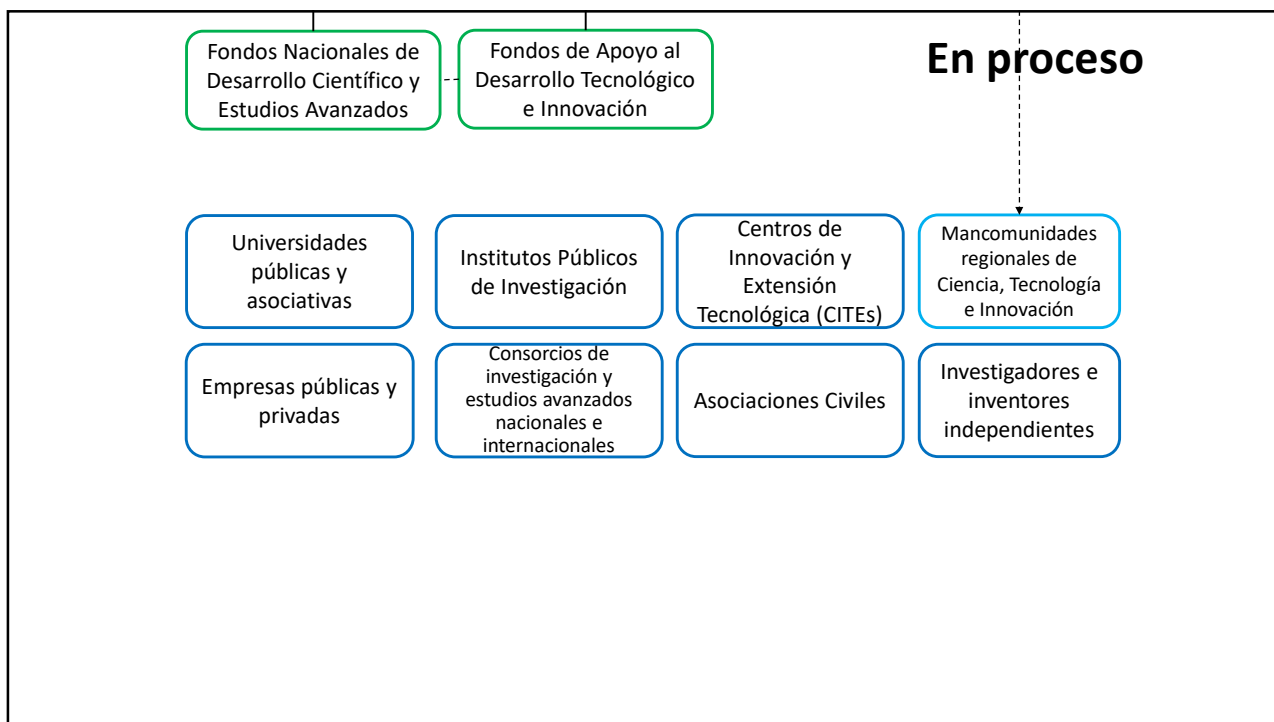 Fondos Nacionales de
Desarrollo Científico y
Estudios Avanzados
Fondos de Apoyo al
Desarrollo Tecnológico
e Innovación
En proceso
Universidades
públicas y
asociativas
Institutos Públicos
de Investigación
Centros de
Innovación y
Extensión
Tecnológica (CITEs)
Mancomunidades
regionales de
Ciencia, Tecnología
e Innovación
Empresas públicas y
privadas
Consorcios de
investigación y
estudios avanzados
nacionales e
internacionales
Asociaciones Civiles
Investigadores e
inventores
independientes